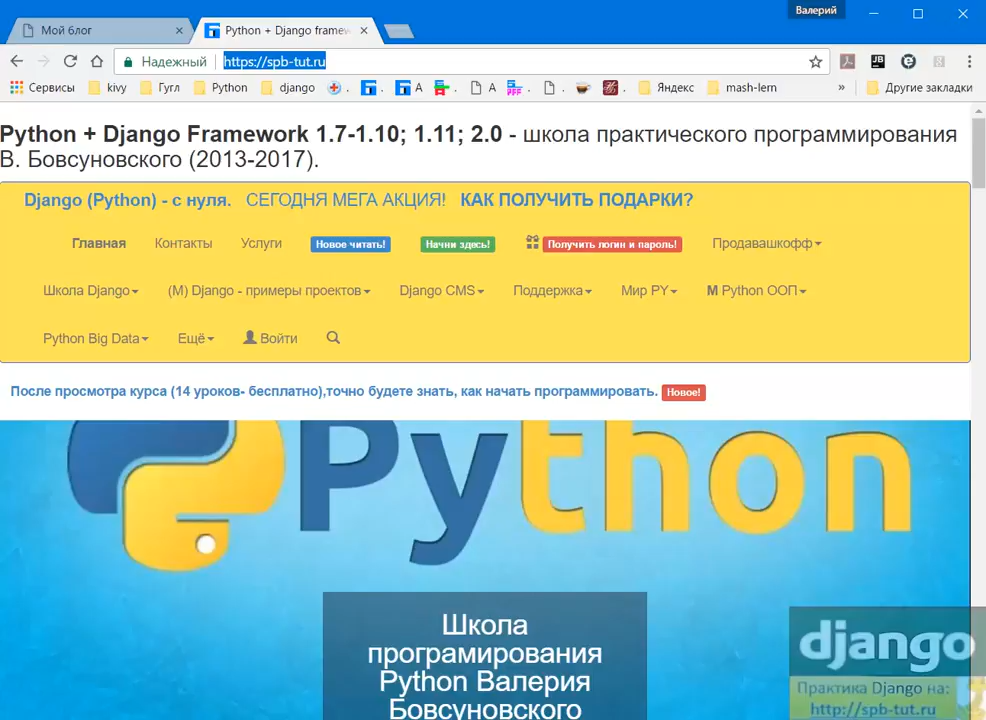 Валерий
Мой блог
Python + Django framew
Надежный
https://spb-tut.ru
Сервисы kivy Гугл Python django . . A . A . . Яндекс mash-lern » Другие закладки
Python + Django Framework 1.7-1.10; 1.11; 2.0 - школа практического программирования
В. Бовсуновского (2013-2017).
Django (Python) - с нуля. СЕГОДНЯ МЕГА АКЦИЯ! КАК ПОЛУЧИТЬ ПОДАРКИ?
Главная Контакты Услуги Новое читать! Начни здесь! Получить логин и пароль! Продавашкофф
Школа Django (М) Django - примеры проектов Django CMS Поддержка Мир PY М Python ООП
Python Big Data Ещё Войти
После просмотра курса (14 уроков- бесплатно),точно будете знать, как начать программировать. Новое!
Python
Школа
програмирования
Python Валерия
Бовсуновского
django
Практика Django на:
http://spb-tut.ru